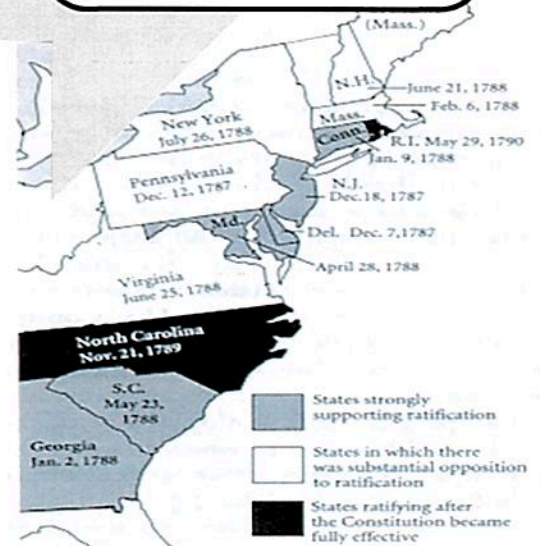 (Mass.)
N.H.
June 21, 1788
Feb. 6, 1788
Mass.
New York
July 26, 1788
Conn.
R.I. May 29, 1790
Jan. 9, 1788
Pennsylvania
Dec. 12, 1787
N.J.
Dec.18, 1787
Md.
Del. Dec. 7,1787
April 28, 1788
Virginia
June 25, 1788
North Carolina
Nov. 21, 1789
S.C.
May 23,
1788
Georgia
Jan. 2, 1788
States strongly
supporting ratification
States in which there
was substantial opposition
to ratification
States ratifying after
the Constitution became
fully effective